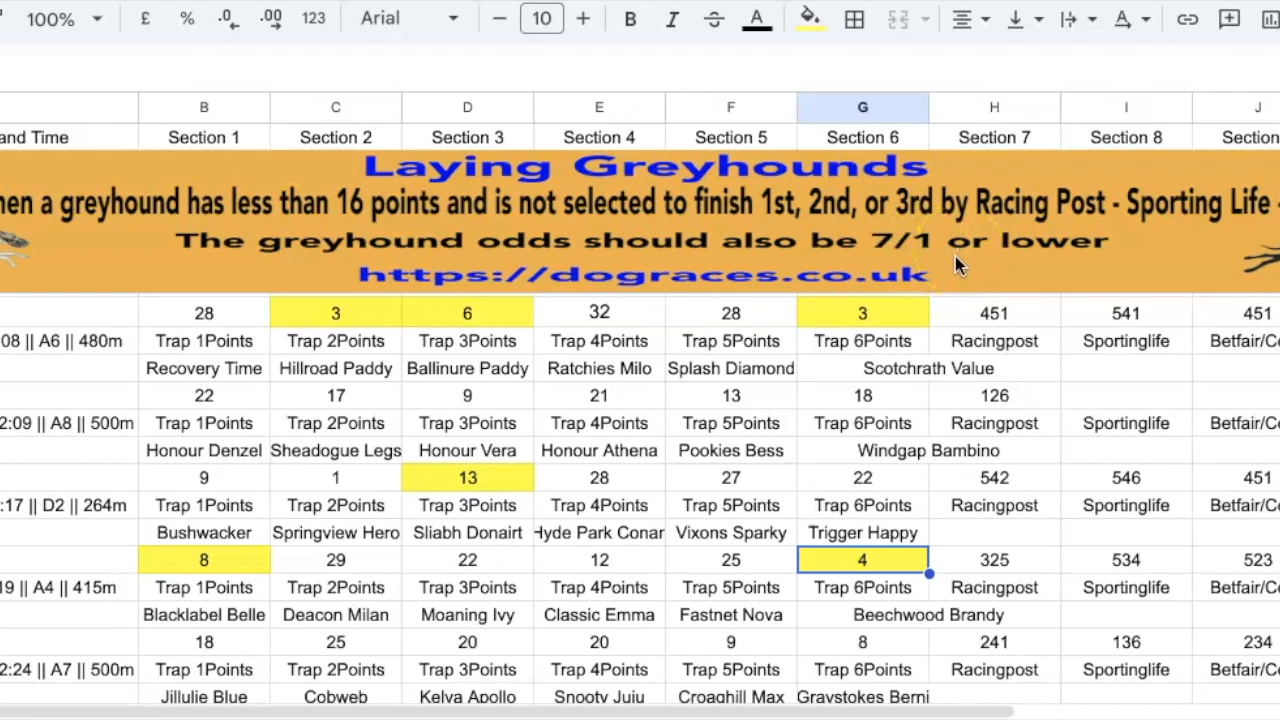 100% £ % .0 .00 123 Arial 10 B I A
B C D E F G H I J
and Time Section 1 Section 2 Section 3 Section 4 Section 5 Section 6 Section 7 Section 8 Section
Laying Greyhounds
a greyhound has less than 16 points and is not selected to finish 1st, 2nd, or 3rd by Racing Post - Sporting Life -
The greyhound odds should also be 7/1 or lower
https://dograces.co.uk
28 3 6 32 28 3 451 541 451
08 || A6 || 480m Trap 1Points Trap 2Points Trap 3Points Trap 4Points Trap 5Points Trap 6Points Racingpost Sportinglife Betfair/Co
Recovery Time Hillroad Paddy Ballinure Paddy Ratchies Milo Splash Diamond Scotchrath Value
22 17 9 21 13 18 126
2:09 || A8 || 500m Trap 1Points Trap 2Points Trap 3Points Trap 4Points Trap 5Points Trap 6Points Racingpost Sportinglife Betfair/Co
Honour Denzel Sheadogue Legs Honour Vera Honour Athena Pookies Bess Windgap Bambino
9 1 13 28 27 22 542 546 451
:17 || D2 || 264m Trap 1Points Trap 2Points Trap 3Points Trap 4Points Trap 5Points Trap 6Points Racingpost Sportinglife Betfair/Co
Bushwacker Springview Hero Sliabh Donairt Hyde Park Conar Vixons Sparky Trigger Happy
8 29 22 12 25 4 325 534 523
19 || A4 || 415m Trap 1Points Trap 2Points Trap 3Points Trap 4Points Trap 5Points Trap 6Points Racingpost Sportinglife Betfair/Co
Blacklabel Belle Deacon Milan Moaning Ivy Classic Emma Fastnet Nova Beechwood Brandy
18 25 20 20 9 8 241 136 234
2:24 || A7 || 500m Trap 1Points Trap 2Points Trap 3Points Trap 4Points Trap 5Points Trap 6Points Racingpost Sportinglife Betfair/Co
Jillulie Blue Cobweb Kelva Apollo Snooty Juju Croaghill Max Graystokes Berni